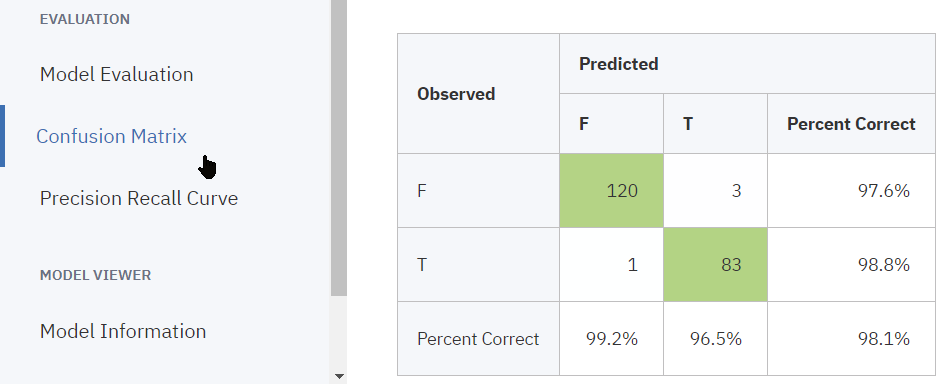 EVALUATION
Model Evaluation
Confusion Matrix
Precision Recall Curve
MODEL VIEWER
Model Information
Observed Predicted
F T Percent Correct
F 120 3 97.6%
T 1 83 98.8%
Percent Correct 99.2% 96.5% 98.1%